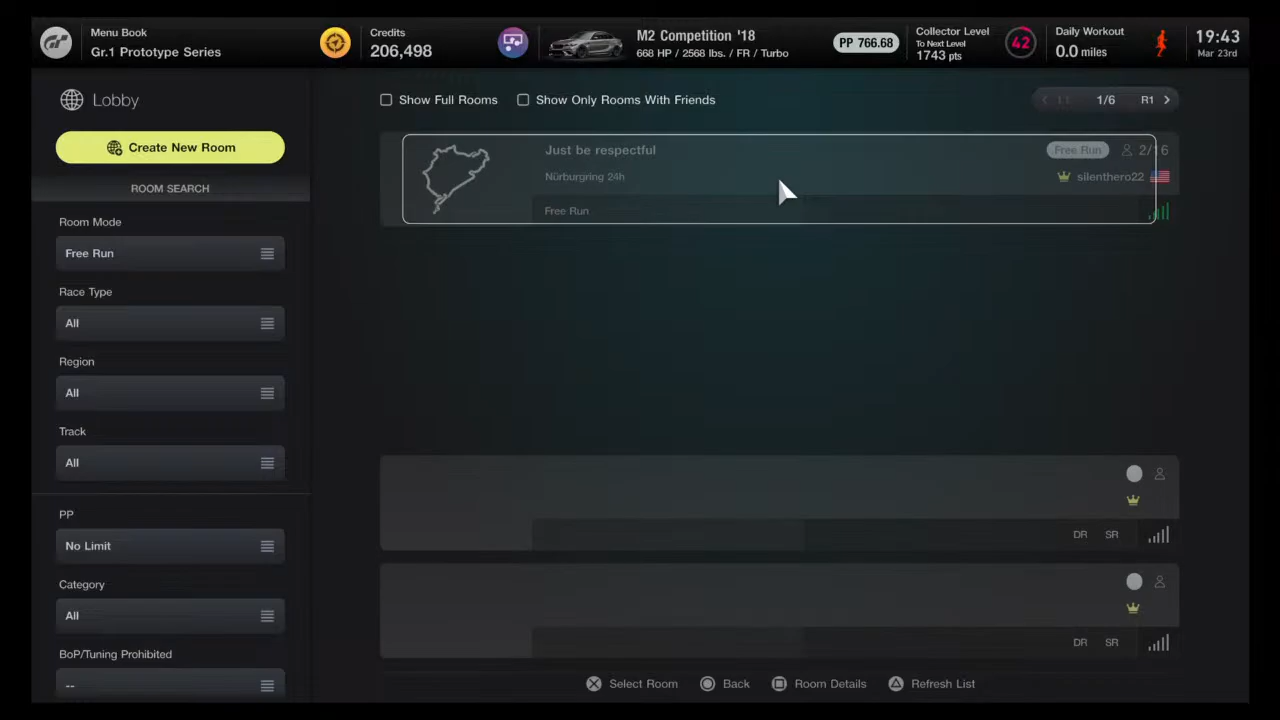 Menu Book
Gr.1 Prototype Series
Credits
206,498
M2 Competition '18
668 HP / 2568 lbs. / FR / Turbo
PP 766.68
Collector Level
To Next Level
1743 pts
42
Daily Workout
0.0 miles
19:43
Mar 23rd
Lobby
Create New Room
ROOM SEARCH
Room Mode
Free Run
Race Type
All
Region
All
Track
All
PP
No Limit
Category
All
BoP/Tuning Prohibited
--
Show Full Rooms
Show Only Rooms With Friends
1/6
R1
Just be respectful
Free Run
2/16
Nürburgring 24h
silenthero22
Free Run
DR SR
DR SR
Select Room
Back
Room Details
Refresh List